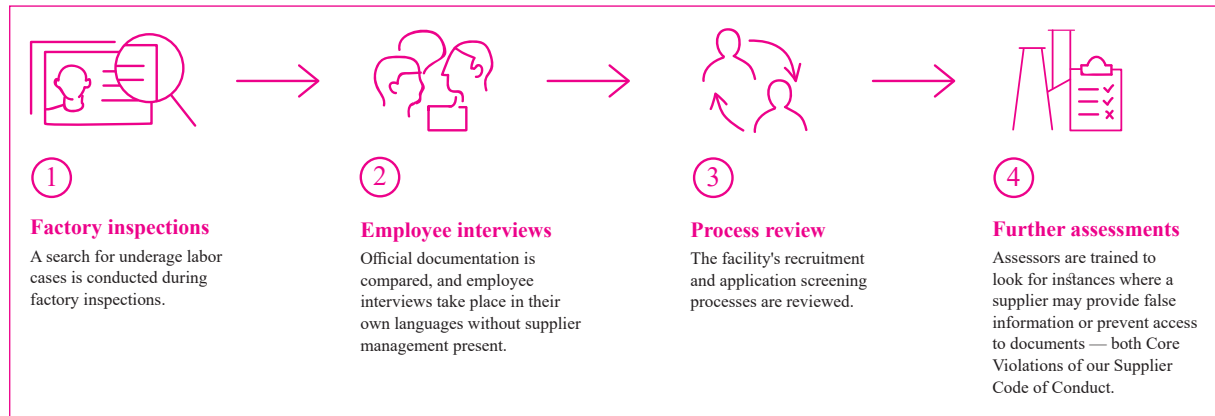 1
Factory inspections
A search for underage labor
cases is conducted during
factory inspections.
2
Employee interviews
Official documentation is
compared, and employee
interviews take place in their
own languages without supplier
management present.
3
Process review
The facility's recruitment
and application screening
processes are reviewed.
4
Further assessments
Assessors are trained to
look for instances where a
supplier may provide false
information or prevent access
to documents — both Core
Violations of our Supplier
Code of Conduct.